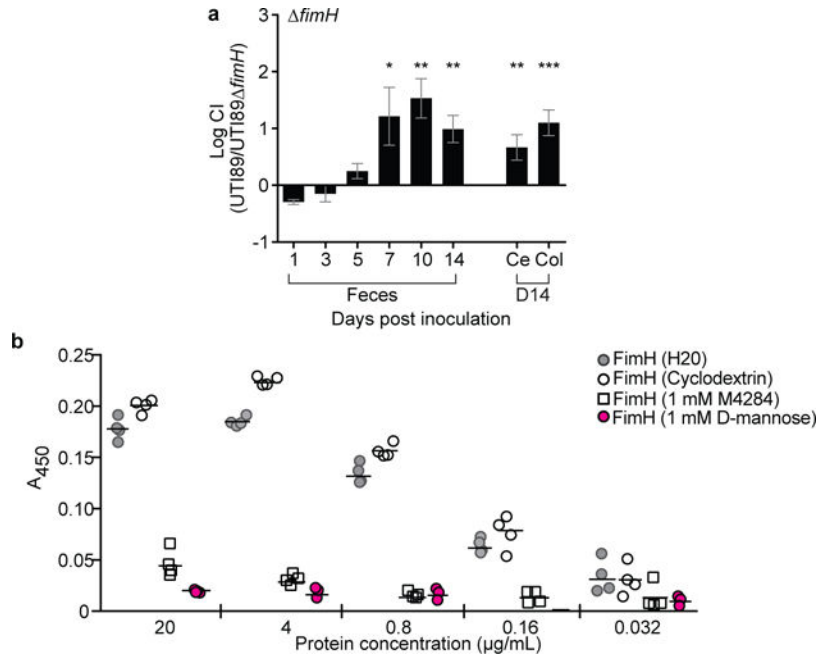 a
ΔfimH
Log CI
(UTI89/UTI89ΔfimH)
2
1
0
-1
* ** ** ** ***
1 3 5 7 10 14 Ce Col
Feces D14
Days post inoculation
b
FimH (H20)
FimH (Cyclodextrin)
FimH (1 mM M4284)
FimH (1 mM D-mannose)
A450
0.25
0.20
0.15
0.10
0.05
0
20 4 0.8 0.16 0.032
Protein concentration (µg/mL)